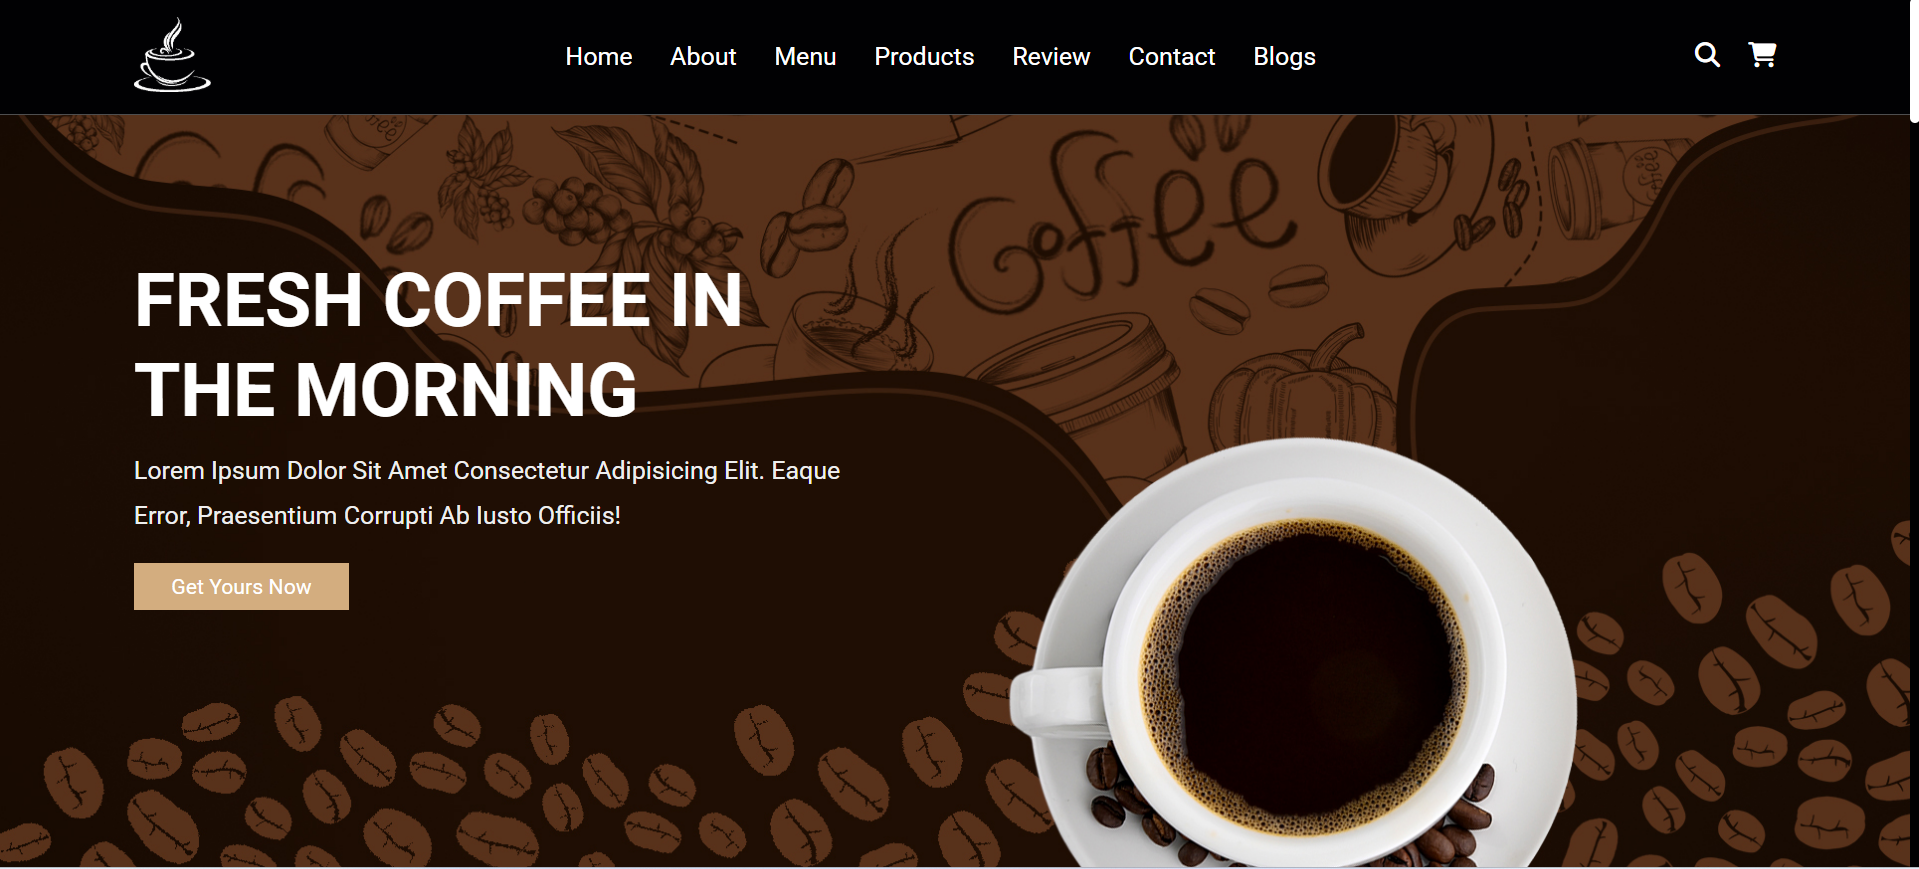 Home About Menu Products Review Contact Blogs
Coffee
FRESH COFFEE IN
THE MORNING
Lorem Ipsum Dolor Sit Amet Consectetur Adipisicing Elit. Eaque
Error, Praesentium Corrupti Ab Iusto Officiis!
Get Yours Now